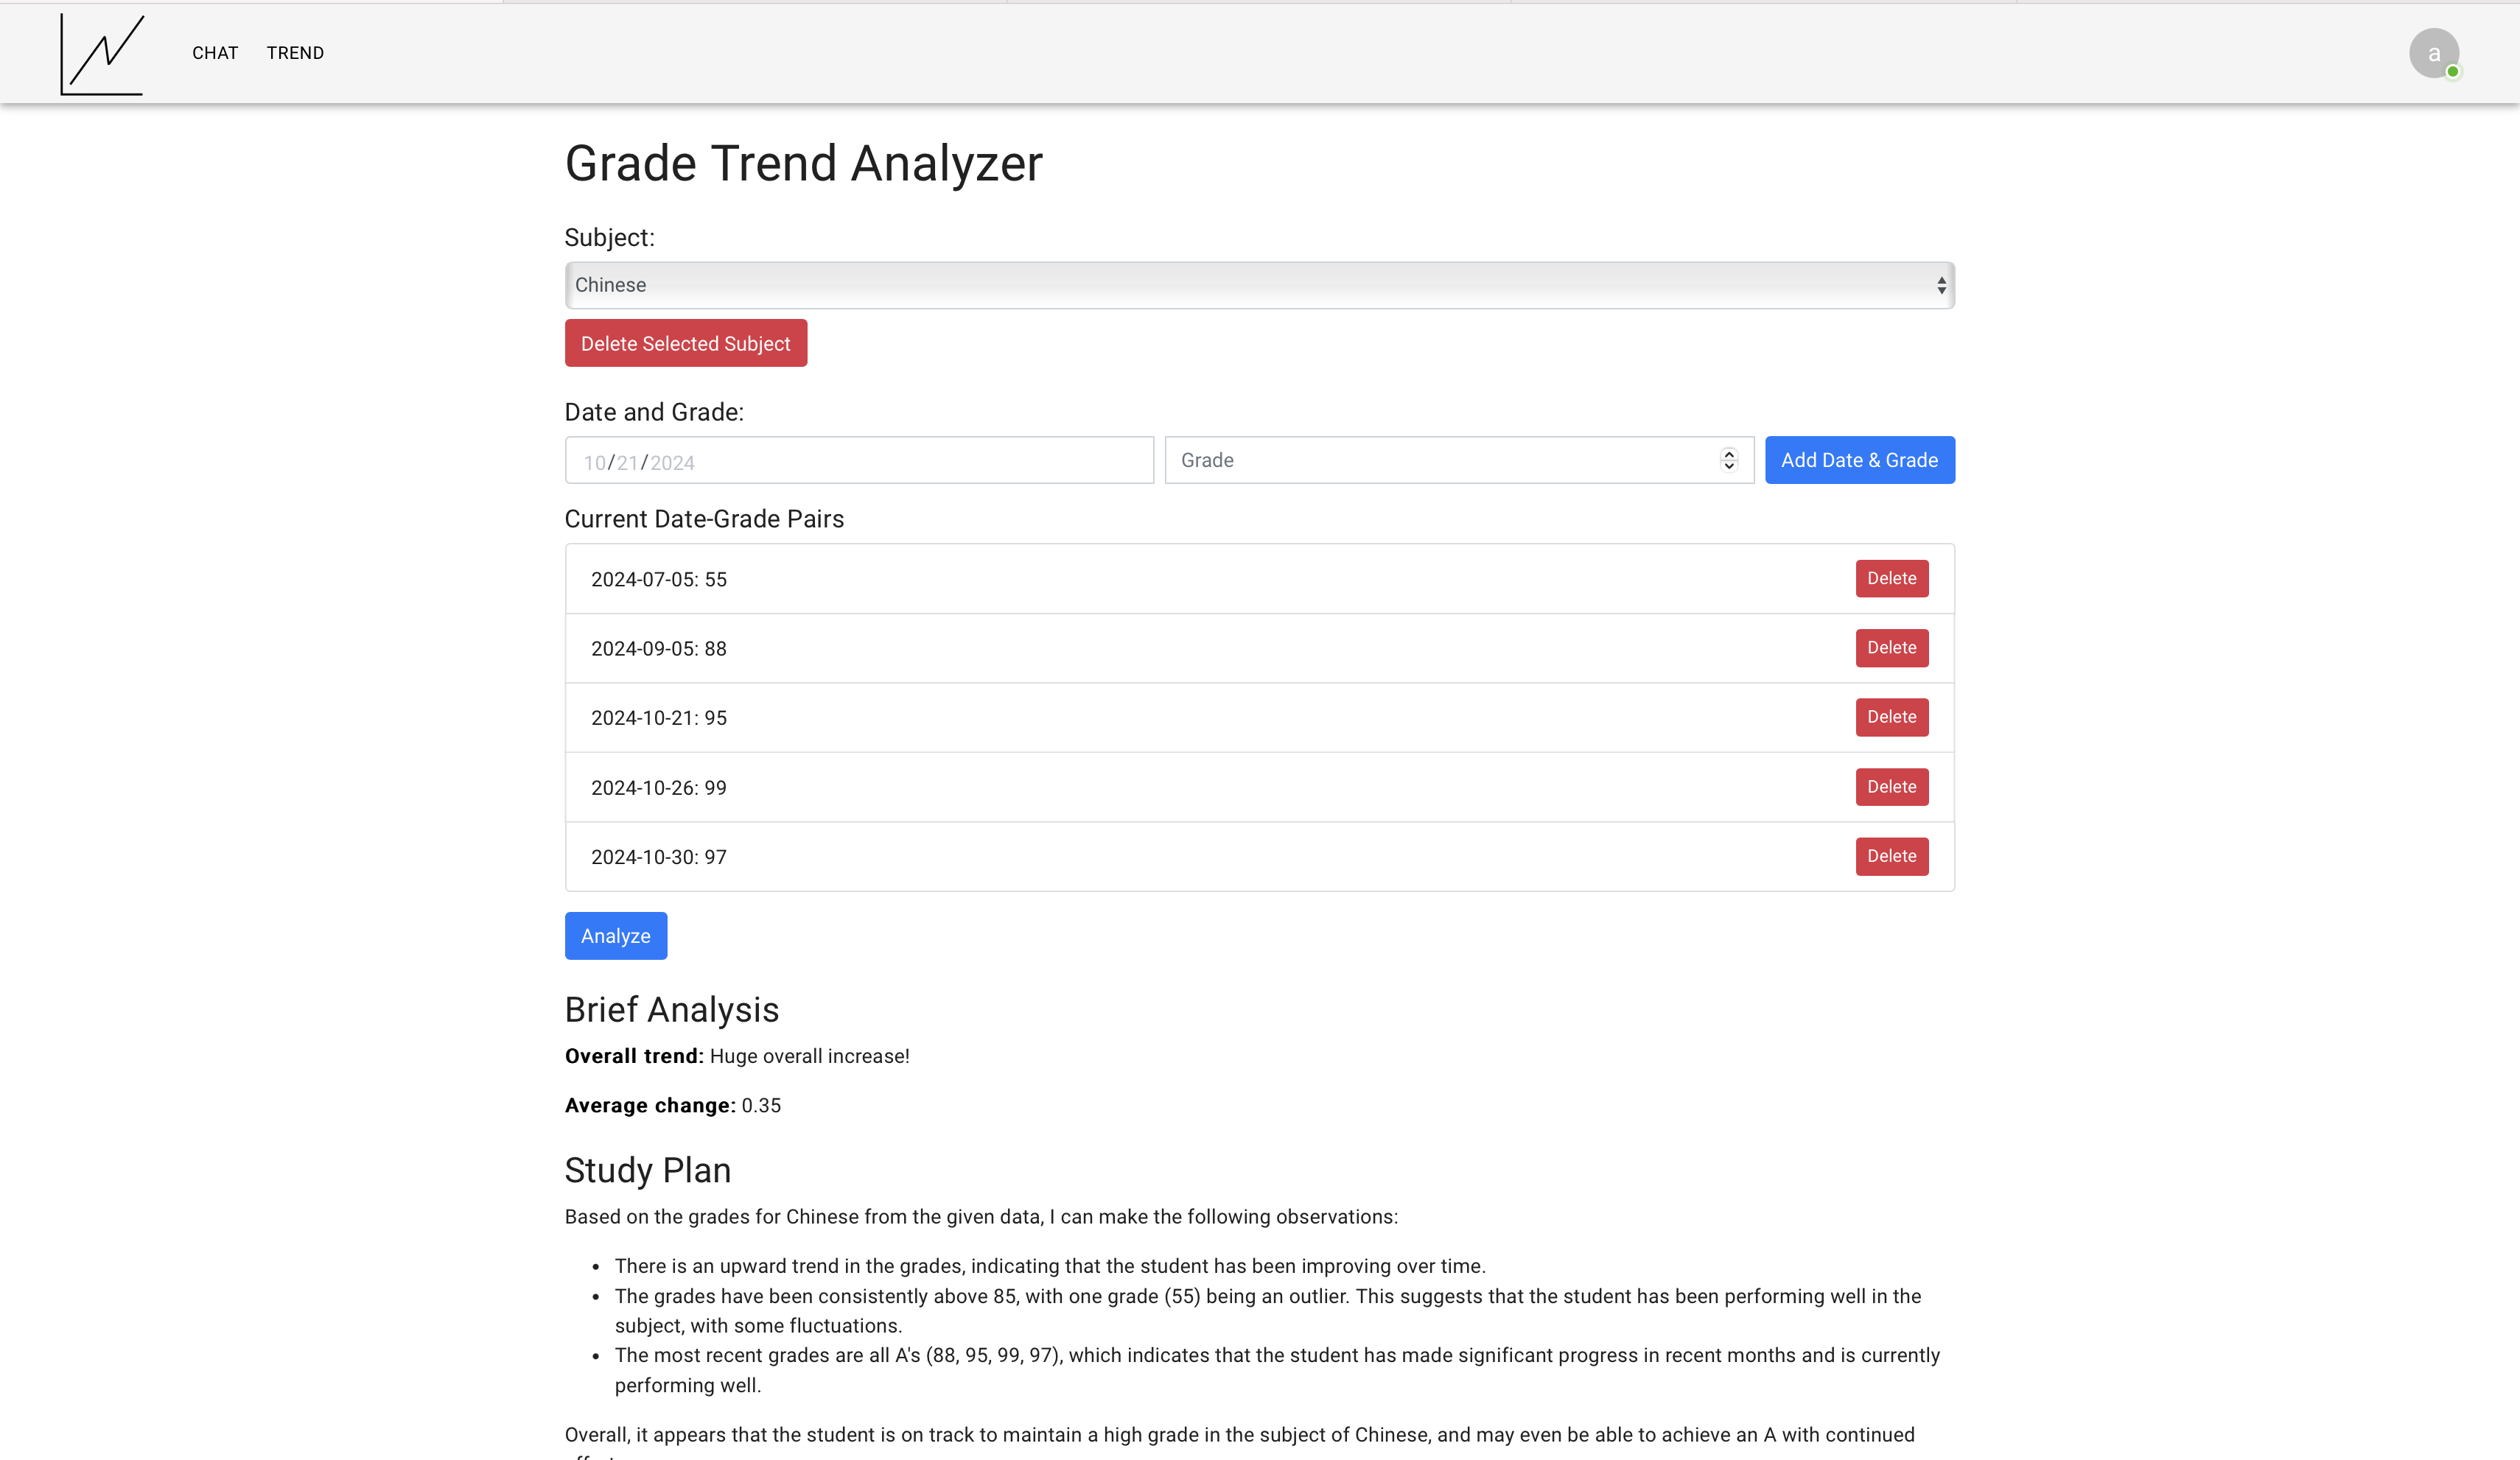 CHAT TREND
a
Grade Trend Analyzer
Subject:
Chinese
Delete Selected Subject
Date and Grade:
10/21/2024 Grade Add Date & Grade
Current Date-Grade Pairs
2024-07-05: 55 Delete
2024-09-05: 88 Delete
2024-10-21: 95 Delete
2024-10-26: 99 Delete
2024-10-30: 97 Delete
Analyze
Brief Analysis
Overall trend: Huge overall increase!
Average change: 0.35
Study Plan
Based on the grades for Chinese from the given data, I can make the following observations:
• There is an upward trend in the grades, indicating that the student has been improving over time.
• The grades have been consistently above 85, with one grade (55) being an outlier. This suggests that the student has been performing well in the
subject, with some fluctuations.
• The most recent grades are all A's (88, 95, 99, 97), which indicates that the student has made significant progress in recent months and is currently
performing well.
Overall, it appears that the student is on track to maintain a high grade in the subject of Chinese, and may even be able to achieve an A with continued